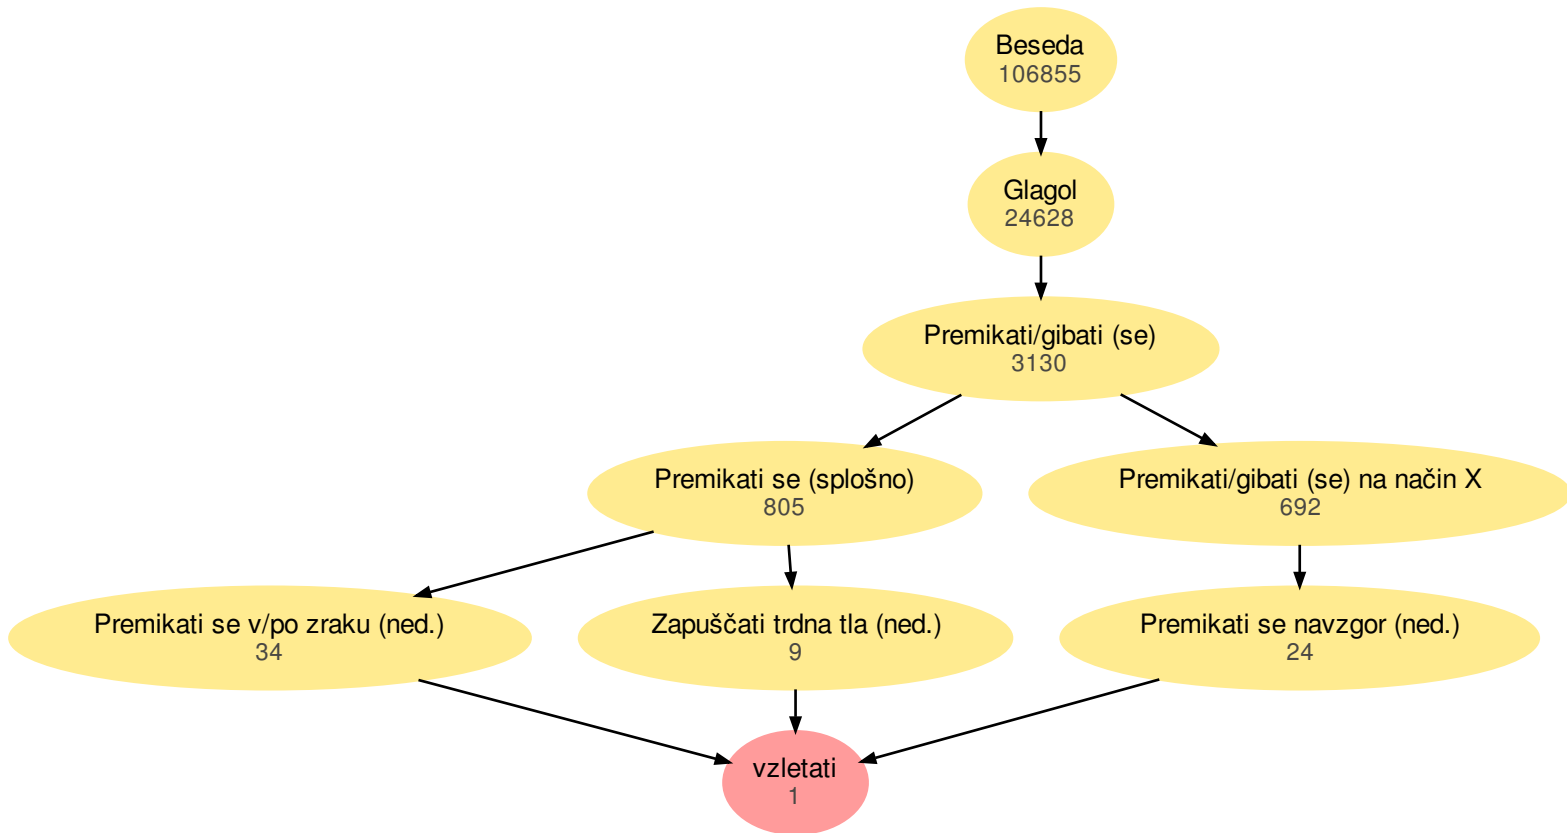 Beseda
106855
Glagol
24628
Premikati/gibati (se)
3130
Premikati se (splošno)
805
Premikati/gibati (se) na način X
692
Premikati se v/po zraku (ned.)
34
Zapuščati trdna tla (ned.)
9
Premikati se navzgor (ned.)
24
vzletati
1